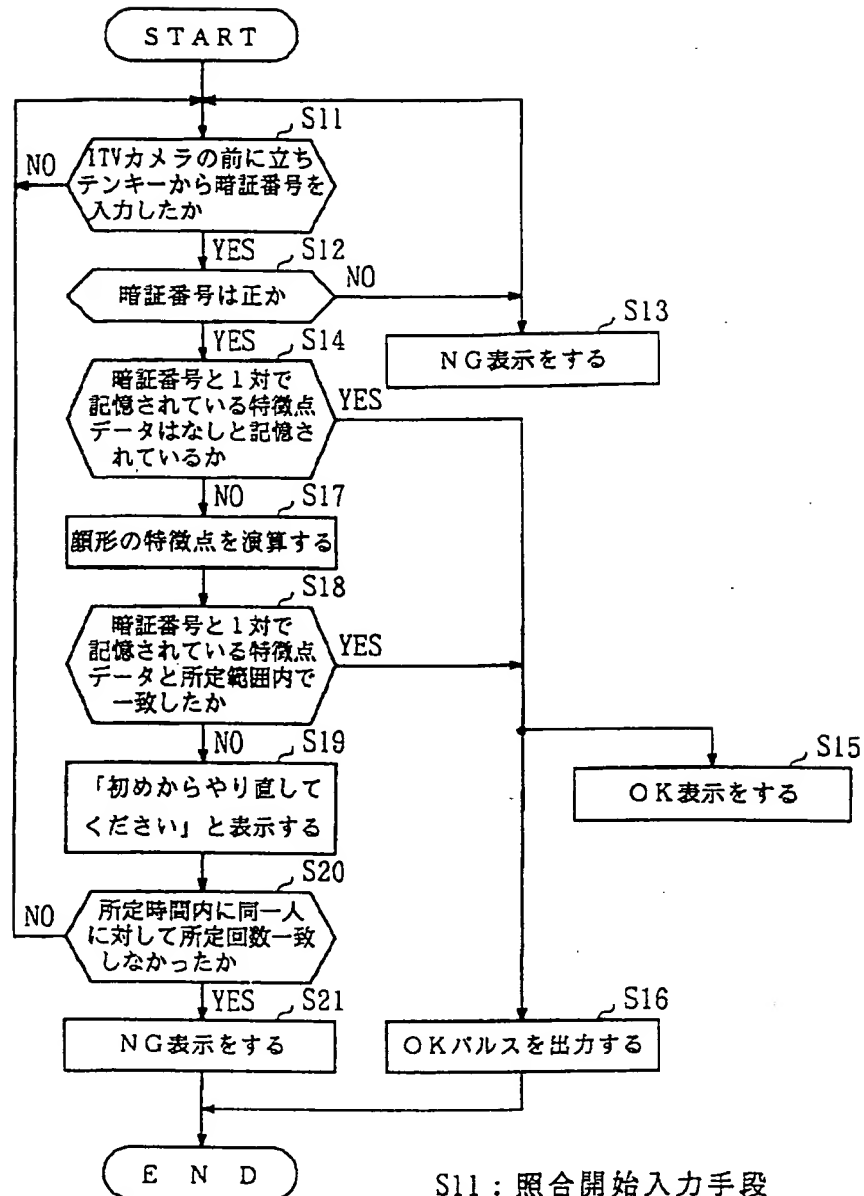 START
S11
NO
ITVカメラの前に立ち
テンキーから暗証番号を
入力したか
YES
S12
暗証番号は正か
NO
S13
NG表示をする
YES
S14
暗証番号と1対で
記憶されている特徴点
データはなしと記憶さ
れているか
YES
NO
S17
顔形の特徴点を演算する
S18
暗証番号と1対で
記憶されている特徴点
データと所定範囲内で
一致したか
YES
NO
S19
「初めからやり直して
ください」と表示する
S15
OK表示をする
S20
NO
所定時間内に同一人
に対して所定回数一致
しなかったか
YES
S21
NG表示をする
S16
OKパルスを出力する
END
S11:照合開始入力手段